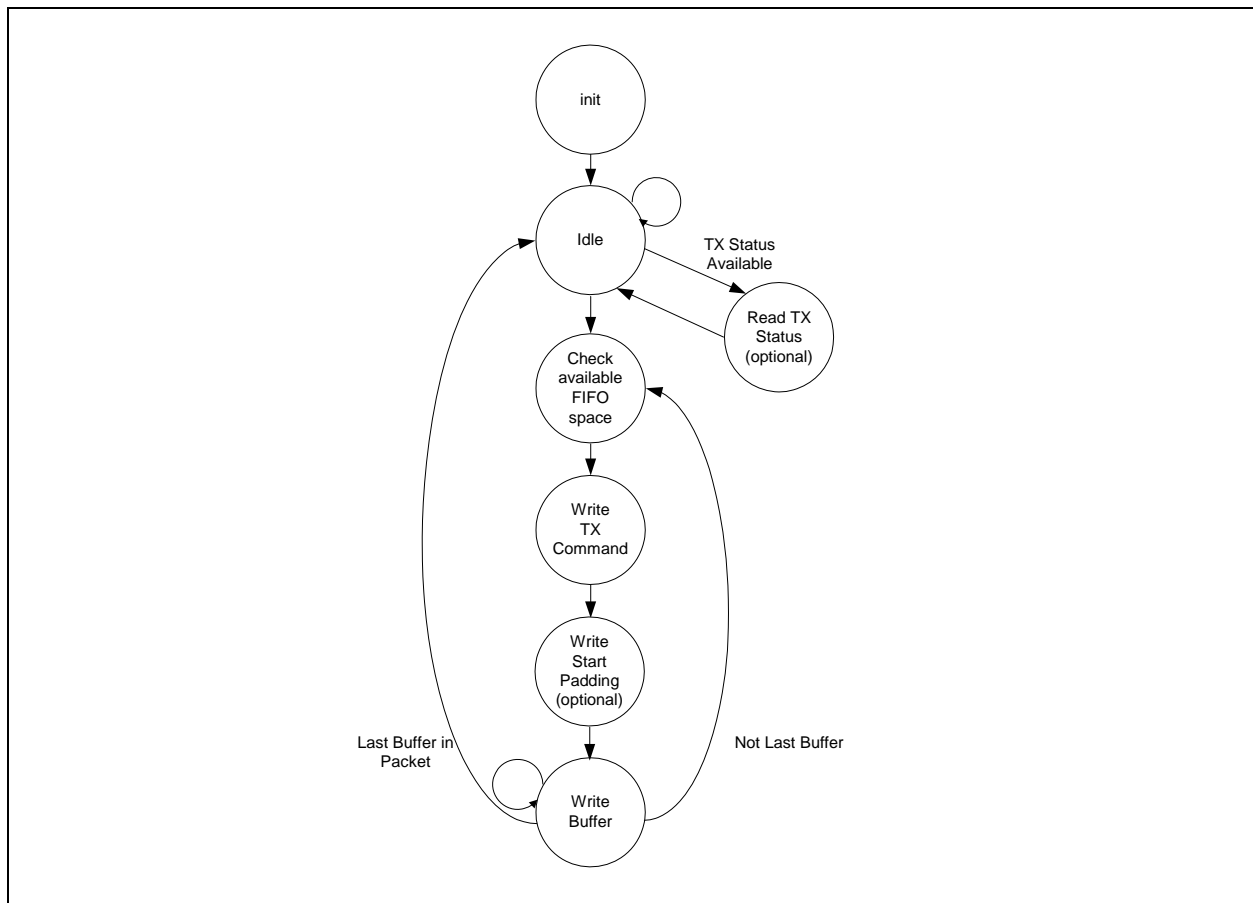 init
Idle
TX Status
Available
Read TX
Status
(optional)
Check
available
FIFO
space
Write
TX
Command
Write
Start
Padding
(optional)
Last Buffer in
Packet
Not Last Buffer
Write
Buffer